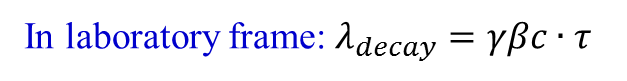 In laboratory frame: λ_decay = γβc · τ